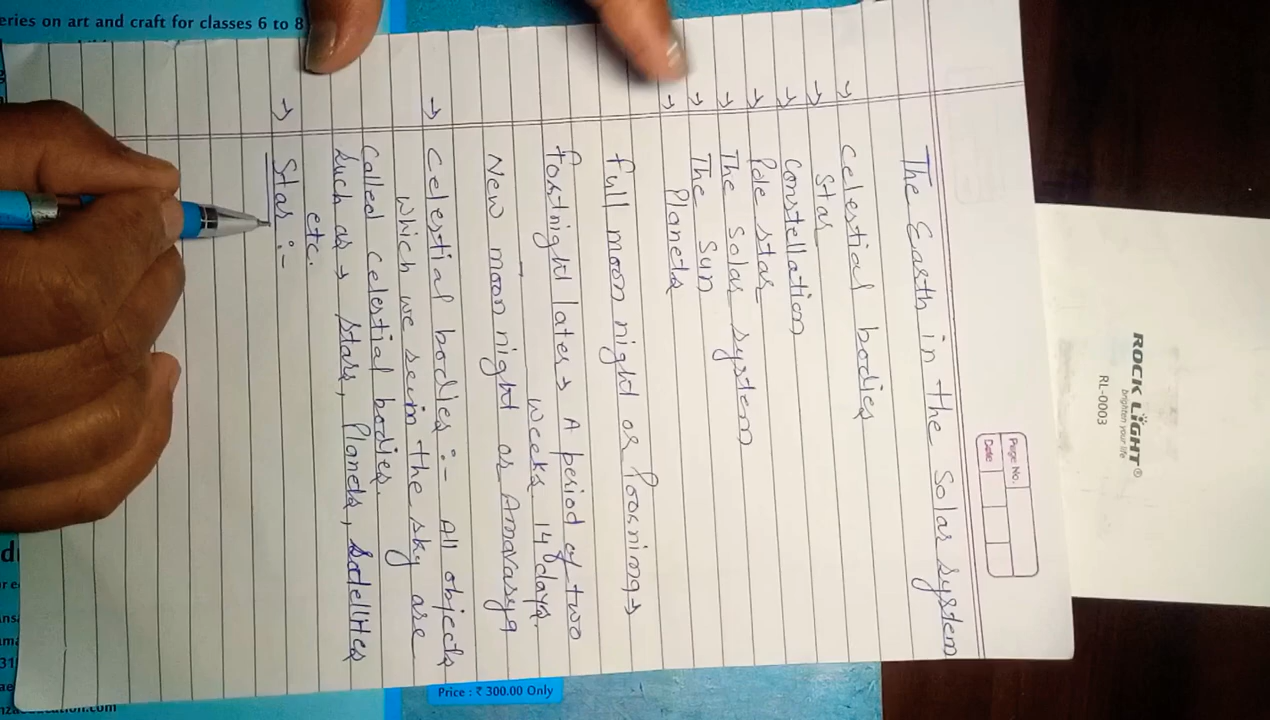 The Earth in the Solar system
Page No.
Date
→ Celestial bodies
→ Star
→ Constellation
→ Pole star
→ The Solar system
→ The Sun
→ Planets
full moon night or Poornima→
fortnight later→ A period of two
weeks 14 days.
New moon night or Amavasya
→ Celestial bodies :- All objects
which we see in the sky are
called celestial bodies.
such as → stars, Planets, satellites
etc.
→ Star :-
ROCK LIGHT®
brighten your life
RL-0003
eries on art and craft for classes 6 to 8
Price : ₹ 300.00 Only